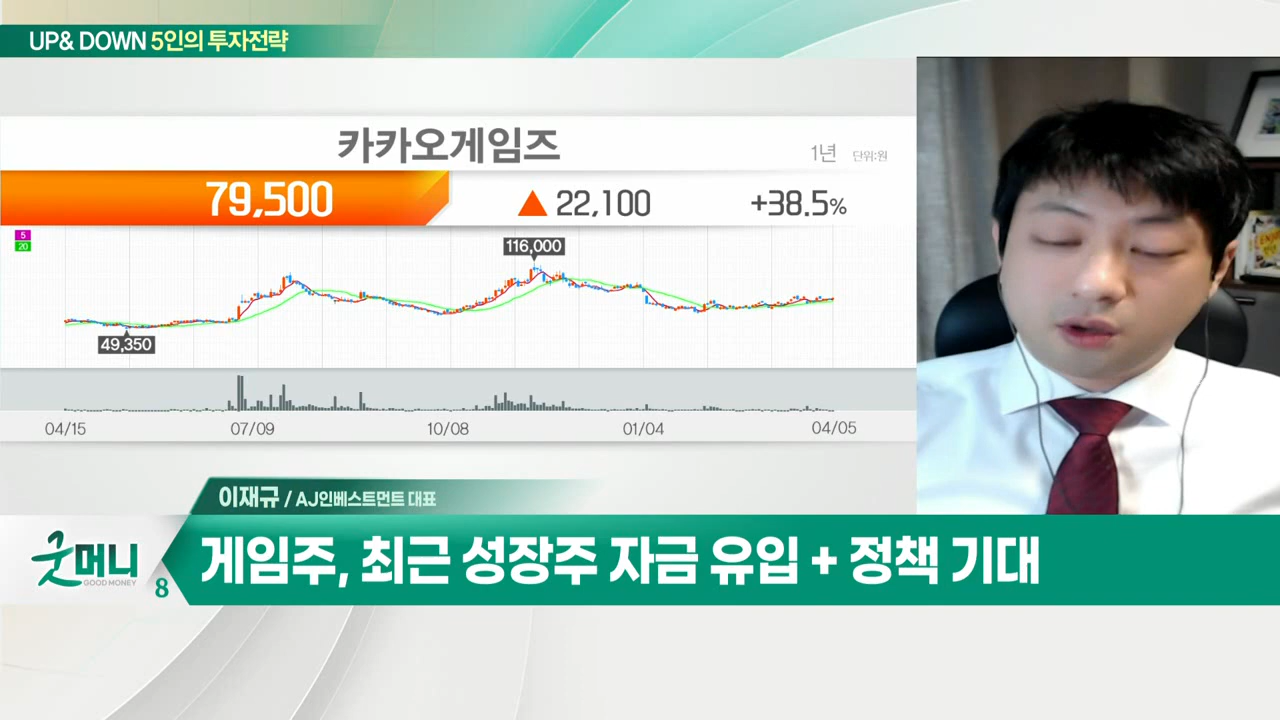 UP& DOWN 5인의 투자전략
카카오게임즈
1년 단위:원
79,500 ▲ 22,100 +38.5%
5
20
116,000
49,350
04/15 07/09 10/08 01/04 04/05
이재규 / AJ인베스트먼트 대표
굿머니
GOOD MONEY
8
게임주, 최근 성장주 자금 유입 + 정책 기대